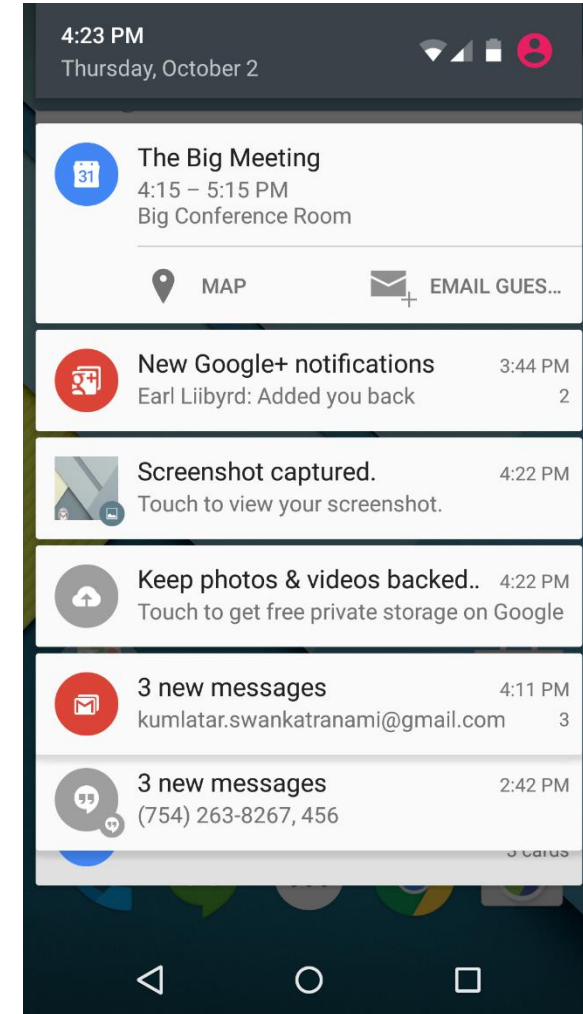 4:23 PM
Thursday, October 2
The Big Meeting
31
4:15 – 5:15 PM
Big Conference Room
MAP
EMAIL GUES...
New Google+ notifications 3:44 PM
Earl Liibyrd: Added you back 2
Screenshot captured. 4:22 PM
Touch to view your screenshot.
Keep photos & videos backed.. 4:22 PM
Touch to get free private storage on Google
3 new messages 4:11 PM
kumlatar.swankatranami@gmail.com 3
3 new messages 2:42 PM
(754) 263-8267, 456
cards